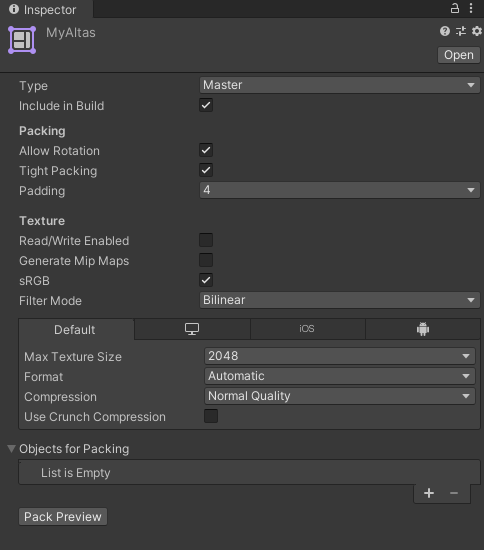 Inspector
MyAltas
Open
Type Master
Include in Build
Packing
Allow Rotation
Tight Packing
Padding 4
Texture
Read/Write Enabled
Generate Mip Maps
sRGB
Filter Mode Bilinear
Default iOS
Max Texture Size 2048
Format Automatic
Compression Normal Quality
Use Crunch Compression
Objects for Packing
List is Empty
Pack Preview